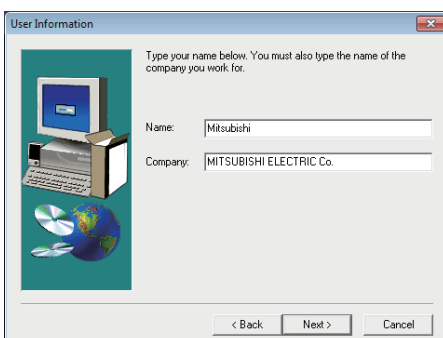 User Information
Type your name below. You must also type the name of the
company you work for.
Name: Mitsubishi
Company: MITSUBISHI ELECTRIC Co.
< Back Next > Cancel